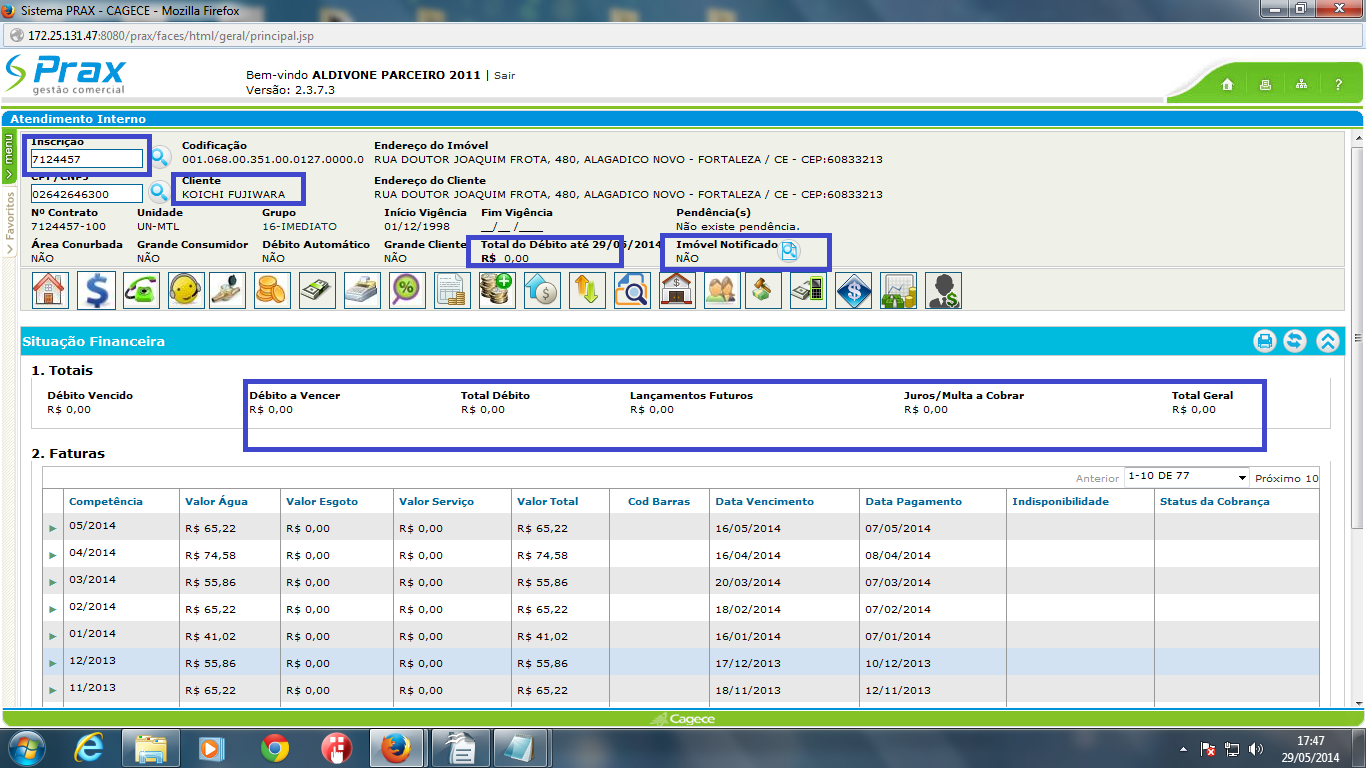 Sistema PRAX - CAGECE - Mozilla Firefox
172.25.131.47:8080/prax/faces/html/geral/principal.jsp
Prax
gestão comercial
Bem-vindo ALDIVONE PARCEIRO 2011 | Sair
Versão: 2.3.7.3
Atendimento Interno
menu
Favoritos
Inscrição Codificação Endereço do Imóvel
7124457 001.068.00.351.00.0127.0000.0 RUA DOUTOR JOAQUIM FROTA, 480, ALAGADICO NOVO - FORTALEZA / CE - CEP:60833213
CPF/CNPJ Cliente Endereço do Cliente
02642646300 KOICHI FUJIWARA RUA DOUTOR JOAQUIM FROTA, 480, ALAGADICO NOVO - FORTALEZA / CE - CEP:60833213
Nº Contrato Unidade Grupo Início Vigência Fim Vigência Pendência(s)
7124457-100 UN-MTL 16-IMEDIATO 01/12/1998 __/__ /____ Não existe pendência.
Área Conurbada Grande Consumidor Débito Automático Grande Cliente Total do Débito até 29/05/2014 Imóvel Notificado
NÃO NÃO NÃO NÃO R$ 0,00 NÃO
Situação Financeira
1. Totais
Débito Vencido Débito a Vencer Total Débito Lançamentos Futuros Juros/Multa a Cobrar Total Geral
R$ 0,00 R$ 0,00 R$ 0,00 R$ 0,00 R$ 0,00 R$ 0,00
2. Faturas
Anterior 1-10 DE 77 Próximo 10
Competência Valor Água Valor Esgoto Valor Serviço Valor Total Cod Barras Data Vencimento Data Pagamento Indisponibilidade Status da Cobrança
05/2014 R$ 65,22 R$ 0,00 R$ 0,00 R$ 65,22 16/05/2014 07/05/2014
04/2014 R$ 74,58 R$ 0,00 R$ 0,00 R$ 74,58 16/04/2014 08/04/2014
03/2014 R$ 55,86 R$ 0,00 R$ 0,00 R$ 55,86 20/03/2014 07/03/2014
02/2014 R$ 65,22 R$ 0,00 R$ 0,00 R$ 65,22 18/02/2014 07/02/2014
01/2014 R$ 41,02 R$ 0,00 R$ 0,00 R$ 41,02 16/01/2014 07/01/2014
12/2013 R$ 55,86 R$ 0,00 R$ 0,00 R$ 55,86 17/12/2013 10/12/2013
11/2013 R$ 65,22 R$ 0,00 R$ 0,00 R$ 65,22 18/11/2013 12/11/2013
Cagece
17:47
29/05/2014